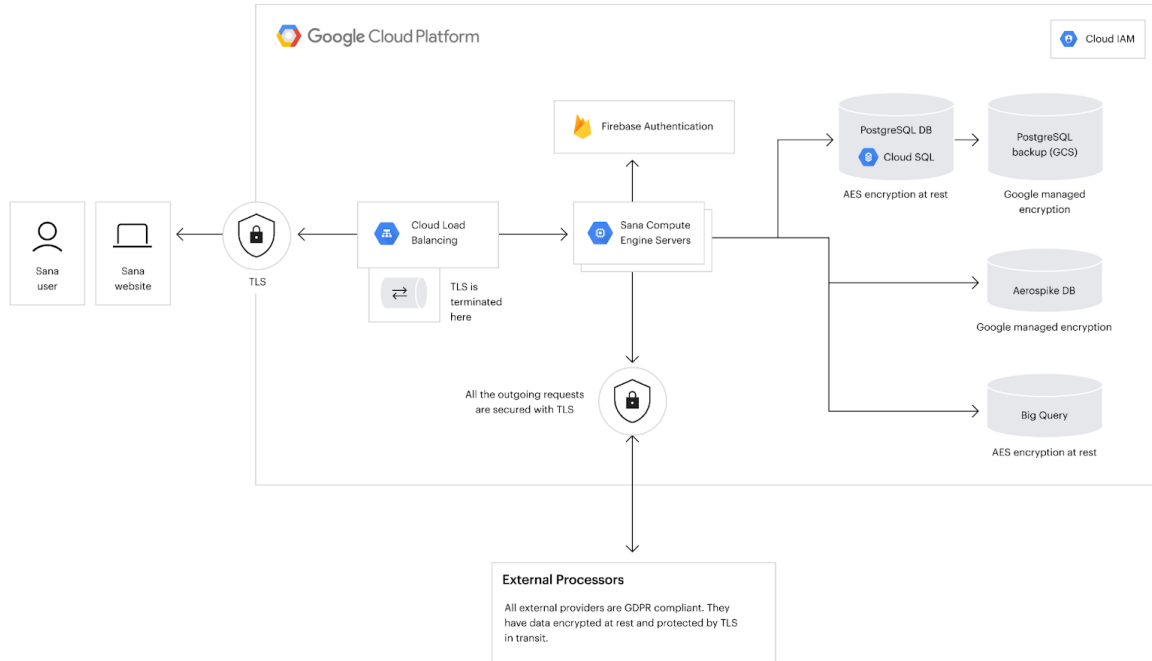 Google Cloud Platform
Cloud IAM
Firebase Authentication
PostgreSQL DB
Cloud SQL
AES encryption at rest
PostgreSQL
backup (GCS)
Google managed
encryption
Sana
user
Sana
website
TLS
Cloud Load
Balancing
TLS is
terminated
here
Sana Compute
Engine Servers
Aerospike DB
Google managed encryption
All the outgoing requests
are secured with TLS
Big Query
AES encryption at rest
External Processors
All external providers are GDPR compliant. They
have data encrypted at rest and protected by TLS
in transit.